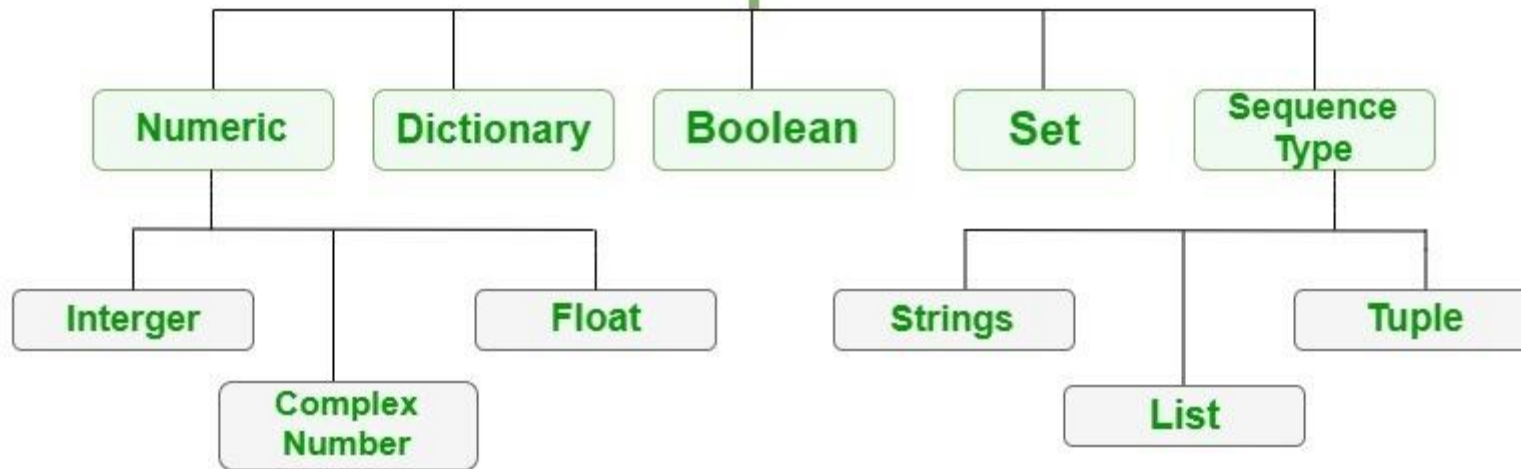 Numeric
Dictionary
Boolean
Set
Sequence
Type
Interger
Float
Strings
Tuple
Complex
Number
List